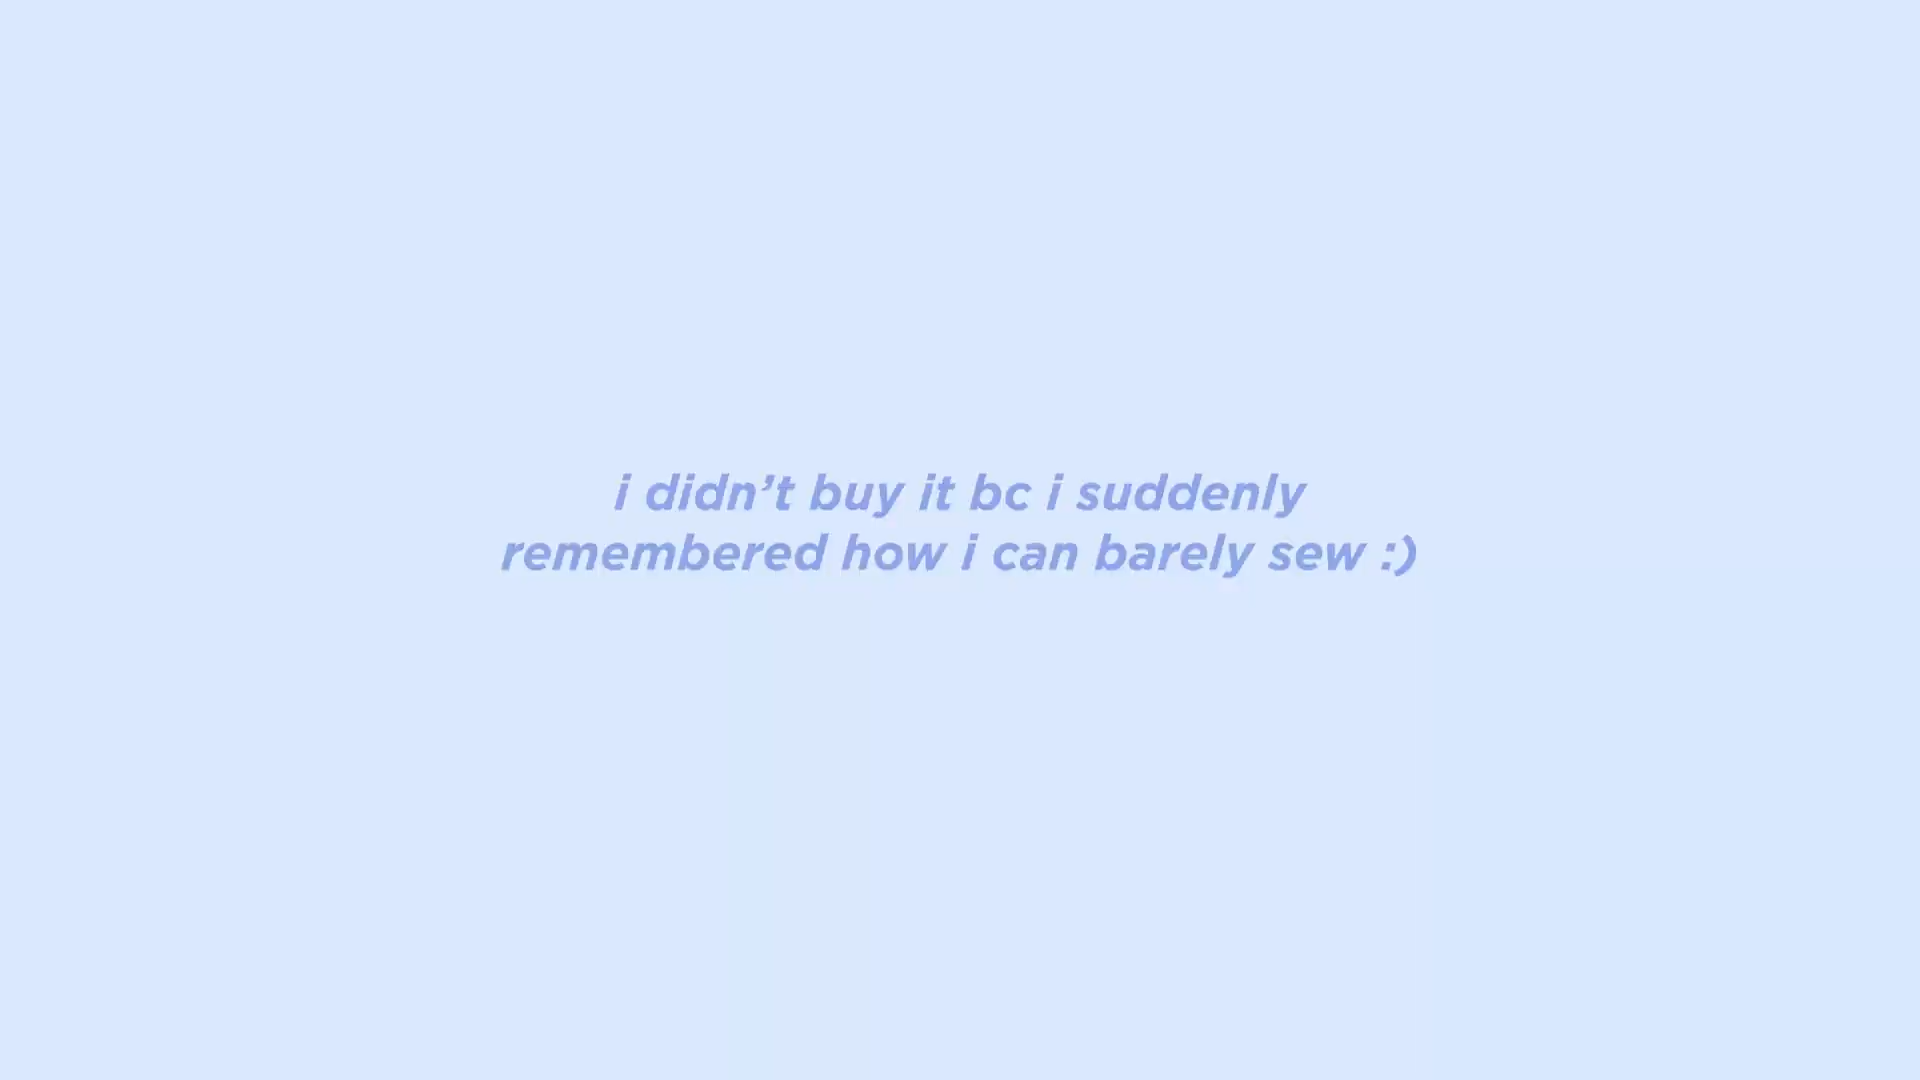 i didn’t buy it bc i suddenly
remembered how i can barely sew :)